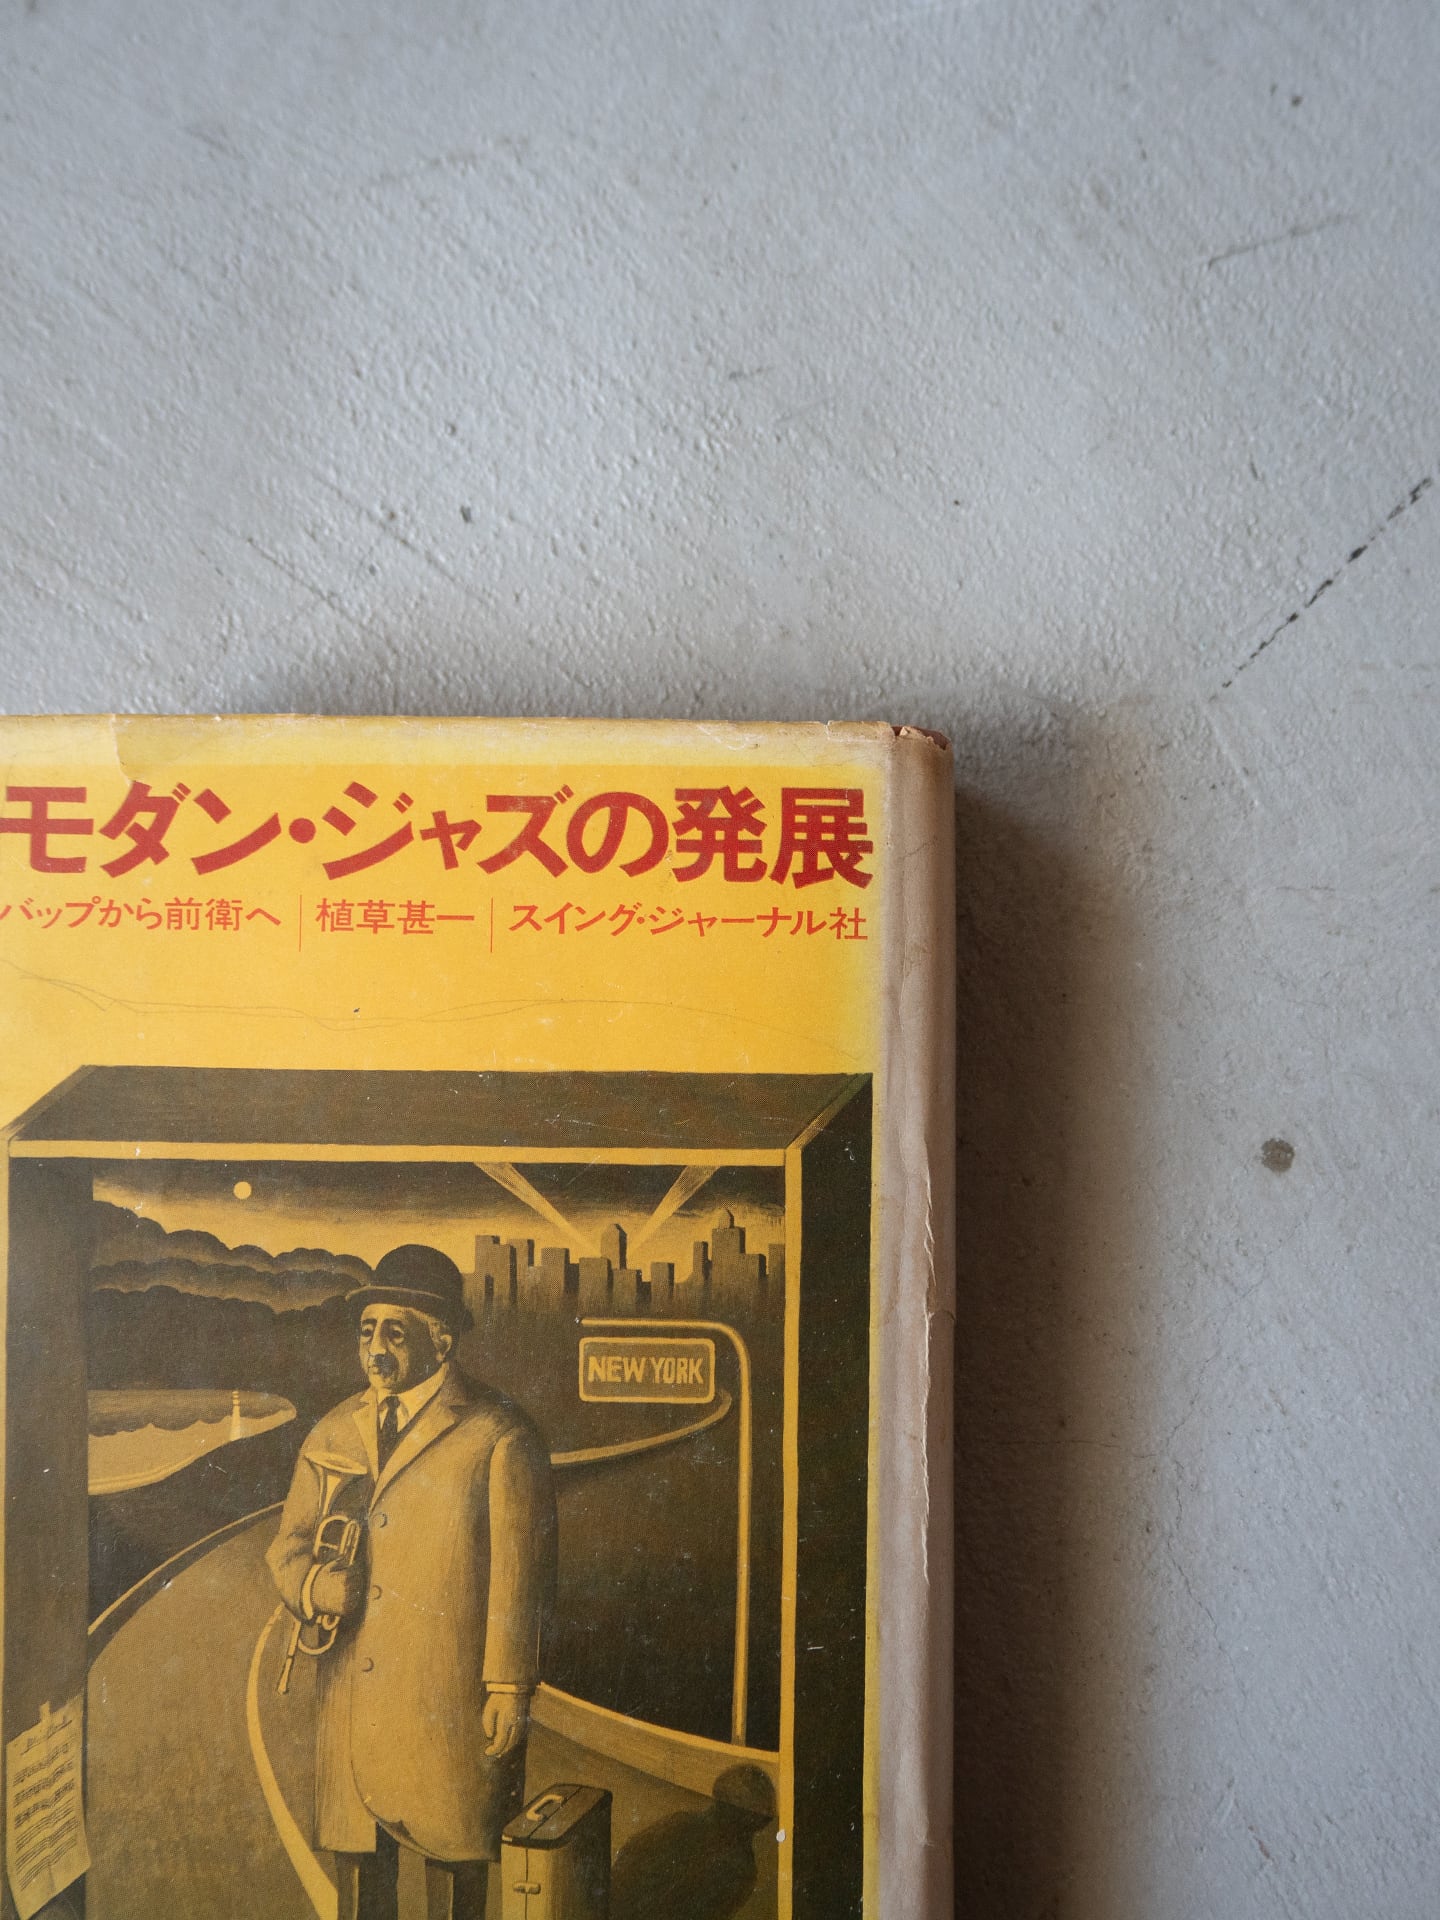 モダン・ジャズの発展
バップから前衛へ｜植草甚一｜スイング・ジャーナル社
NEW YORK